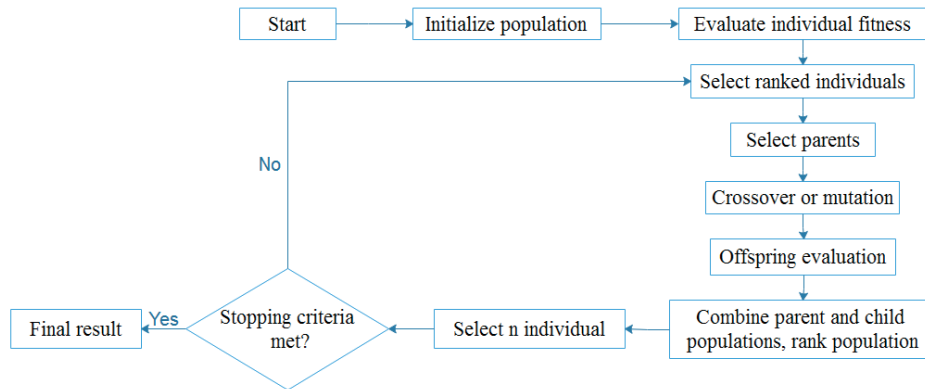 Start
Initialize population
Evaluate individual fitness
Select ranked individuals
Select parents
No
Crossover or mutation
Offspring evaluation
Combine parent and child
populations, rank population
Select n individual
Stopping criteria
met?
Yes
Final result